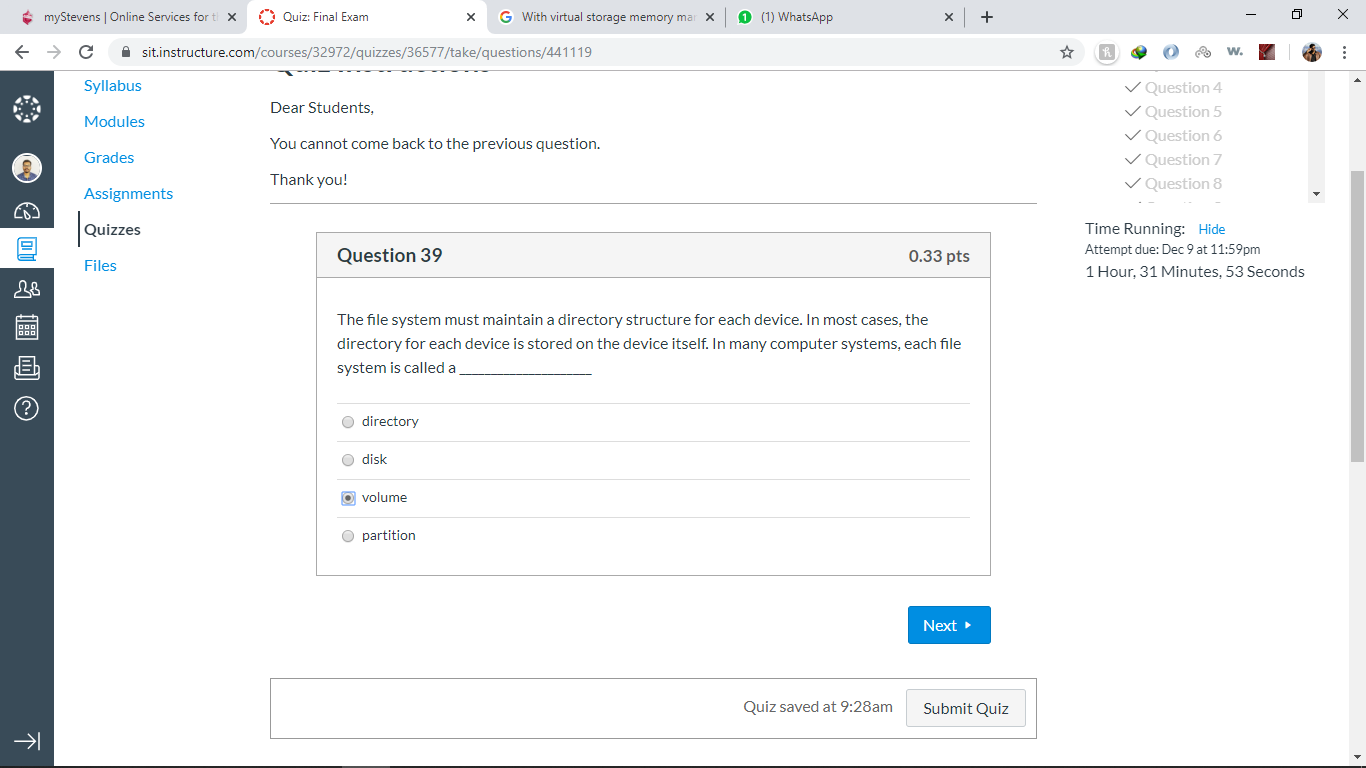 myStevens | Online Services for t
Quiz: Final Exam
With virtual storage memory ma
(1) WhatsApp
sit.instructure.com/courses/32972/quizzes/36577/take/questions/441119
Syllabus
Modules
Grades
Assignments
Quizzes
Files
Quiz Instructions
Dear Students,
You cannot come back to the previous question.
Thank you!
Question 39
0.33 pts
The file system must maintain a directory structure for each device. In most cases, the
directory for each device is stored on the device itself. In many computer systems, each file
system is called a ____________________
directory
disk
volume
partition
Next
Quiz saved at 9:28am
Submit Quiz
Question 4
Question 5
Question 6
Question 7
Question 8
Time Running: Hide
Attempt due: Dec 9 at 11:59pm
1 Hour, 31 Minutes, 53 Seconds